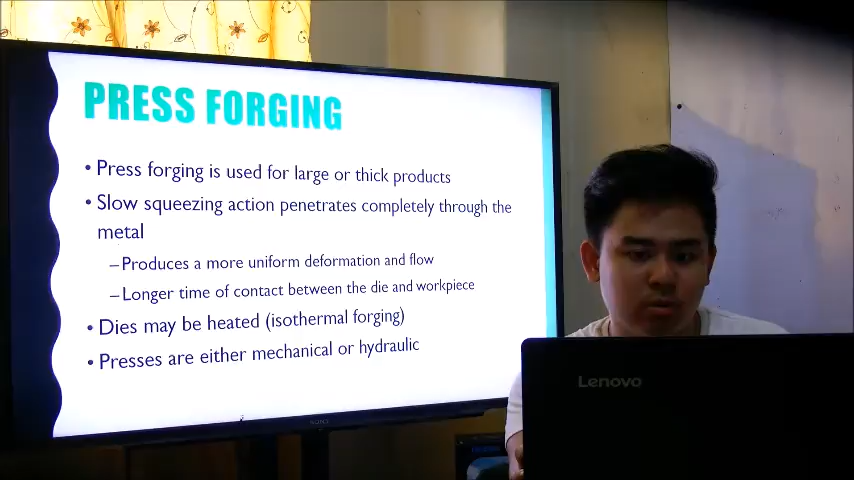 PRESS FORGING
• Press forging is used for large or thick products
• Slow squeezing action penetrates completely through the
metal
–Produces a more uniform deformation and flow
–Longer time of contact between the die and workpiece
• Dies may be heated (isothermal forging)
• Presses are either mechanical or hydraulic
SONY
Lenovo